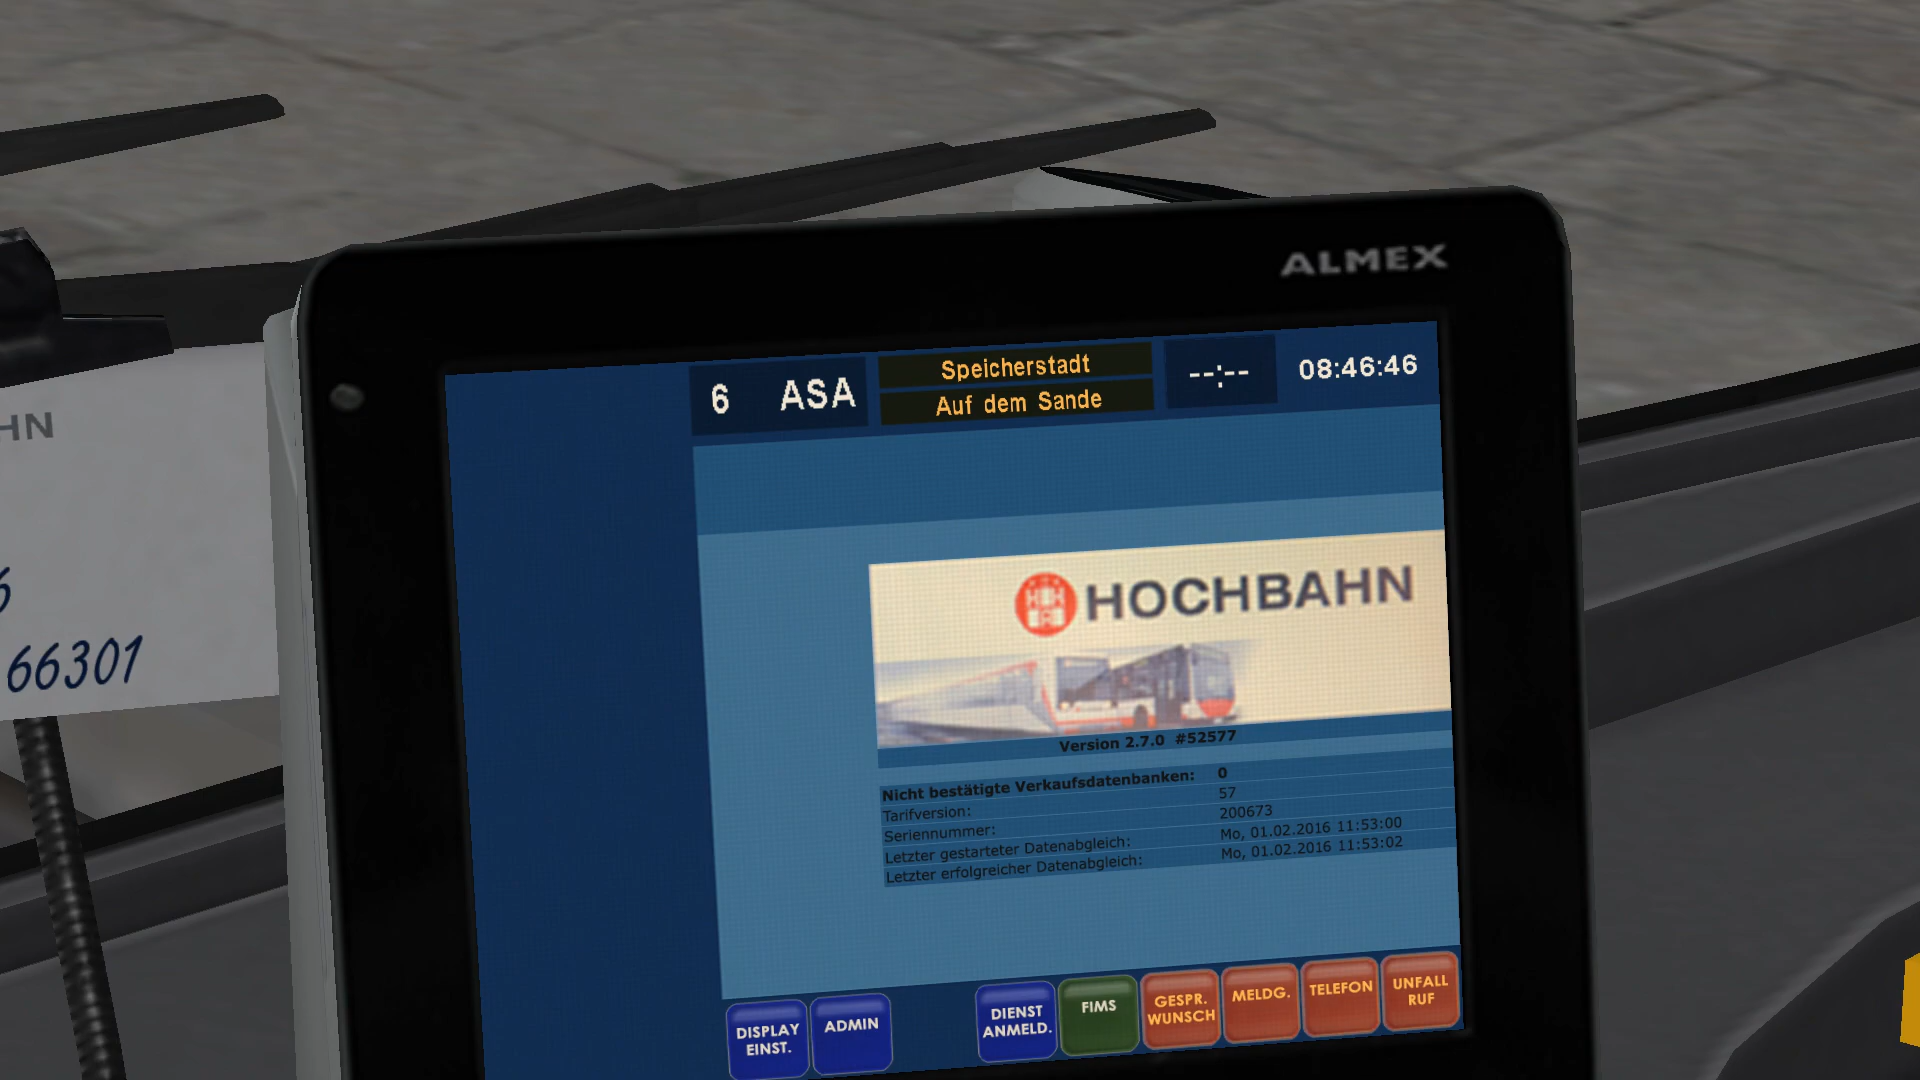 ALMEX
6 ASA
Speicherstadt
Auf dem Sande
--:--
08:46:46
HN
6
66301
HOCHBAHN
Version 2.7.0 #52577
Nicht bestätigte Verkaufsdatenbanken: 0
Tarifversion: 57
Seriennummer: 200673
Letzter gestarteter Datenabgleich: Mo, 01.02.2016 11:53:00
Letzter erfolgreicher Datenabgleich: Mo, 01.02.2016 11:53:02
DISPLAY
EINST.
ADMIN
DIENST
ANMELD.
FIMS
GESPR.
WUNSCH
MELDG.
TELEFON
UNFALL
RUF